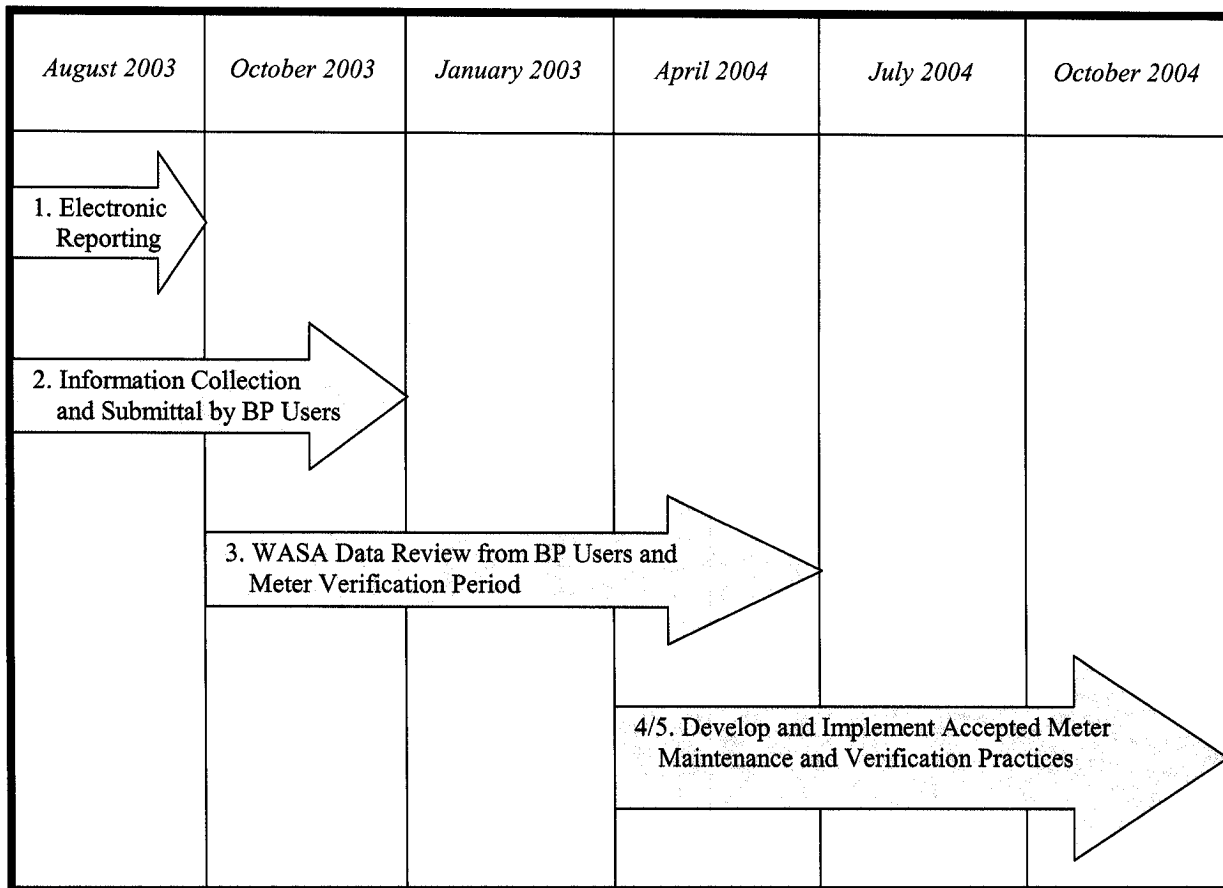 August 2003 October 2003 January 2003 April 2004 July 2004 October 2004
1. Electronic
Reporting
2. Information Collection
and Submittal by BP Users
3. WASA Data Review from BP Users and
Meter Verification Period
4/5. Develop and Implement Accepted Meter
Maintenance and Verification Practices